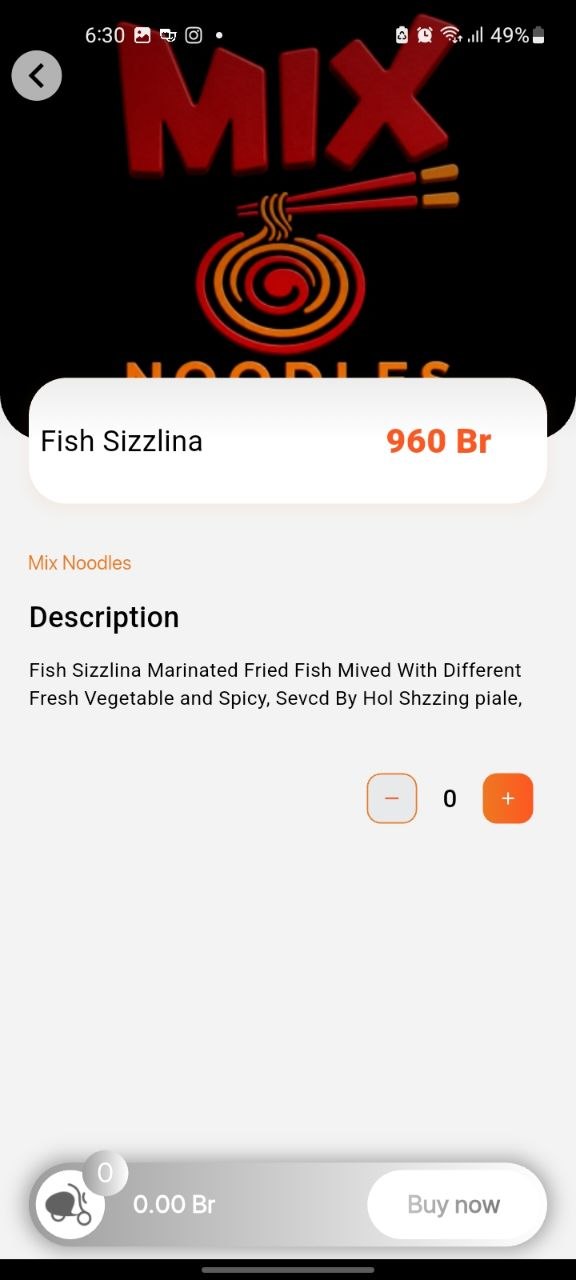 6:30
49%
MIX
NOODLES
Fish Sizzlina
960 Br
Mix Noodles
Description
Fish Sizzlina Marinated Fried Fish Mived With Different
Fresh Vegetable and Spicy, Sevcd By Hol Shzzing piale,
−
0
+
0
0.00 Br
Buy now